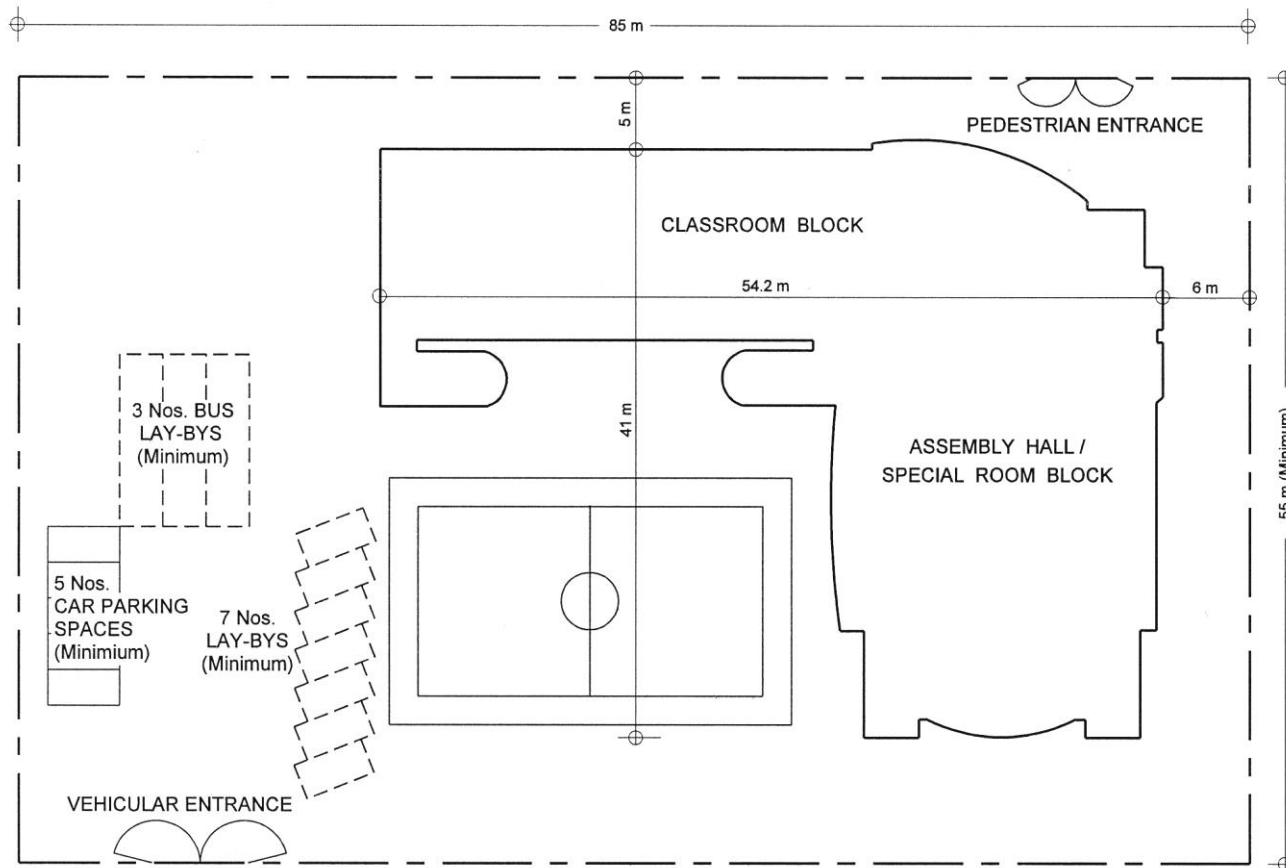 85 m
5 m
PEDESTRIAN ENTRANCE
CLASSROOM BLOCK
54.2 m
6 m
3 Nos. BUS
LAY-BYS
(Minimum)
41 m
ASSEMBLY HALL /
SPECIAL ROOM BLOCK
55 m (Minimum)
5 Nos.
CAR PARKING
SPACES
(Minimium)
7 Nos.
LAY-BYS
(Minimum)
VEHICULAR ENTRANCE